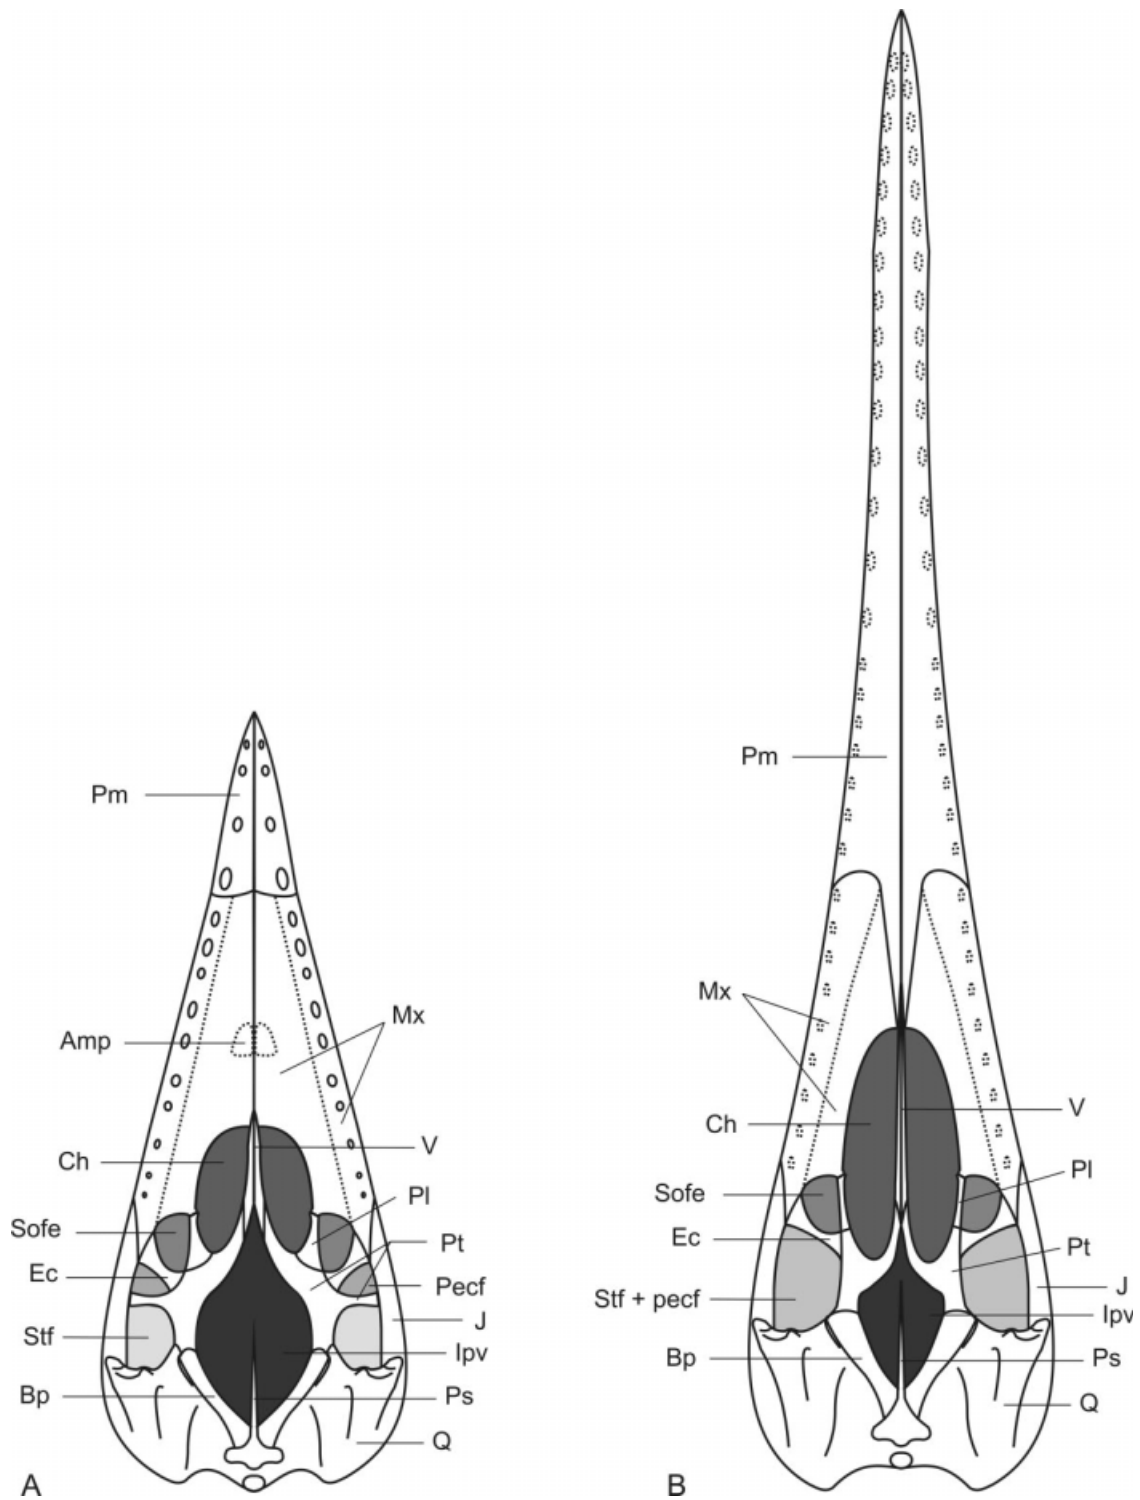 Pm
Amp
Mx
Ch
V
Pl
Sofe
Pt
Ec
Pecf
J
Stf
Ipv
Bp
Ps
Q
A
Pm
Mx
Ch
V
Pl
Sofe
Ec
Pt
J
Stf + pecf
Ipv
Bp
Ps
Q
B